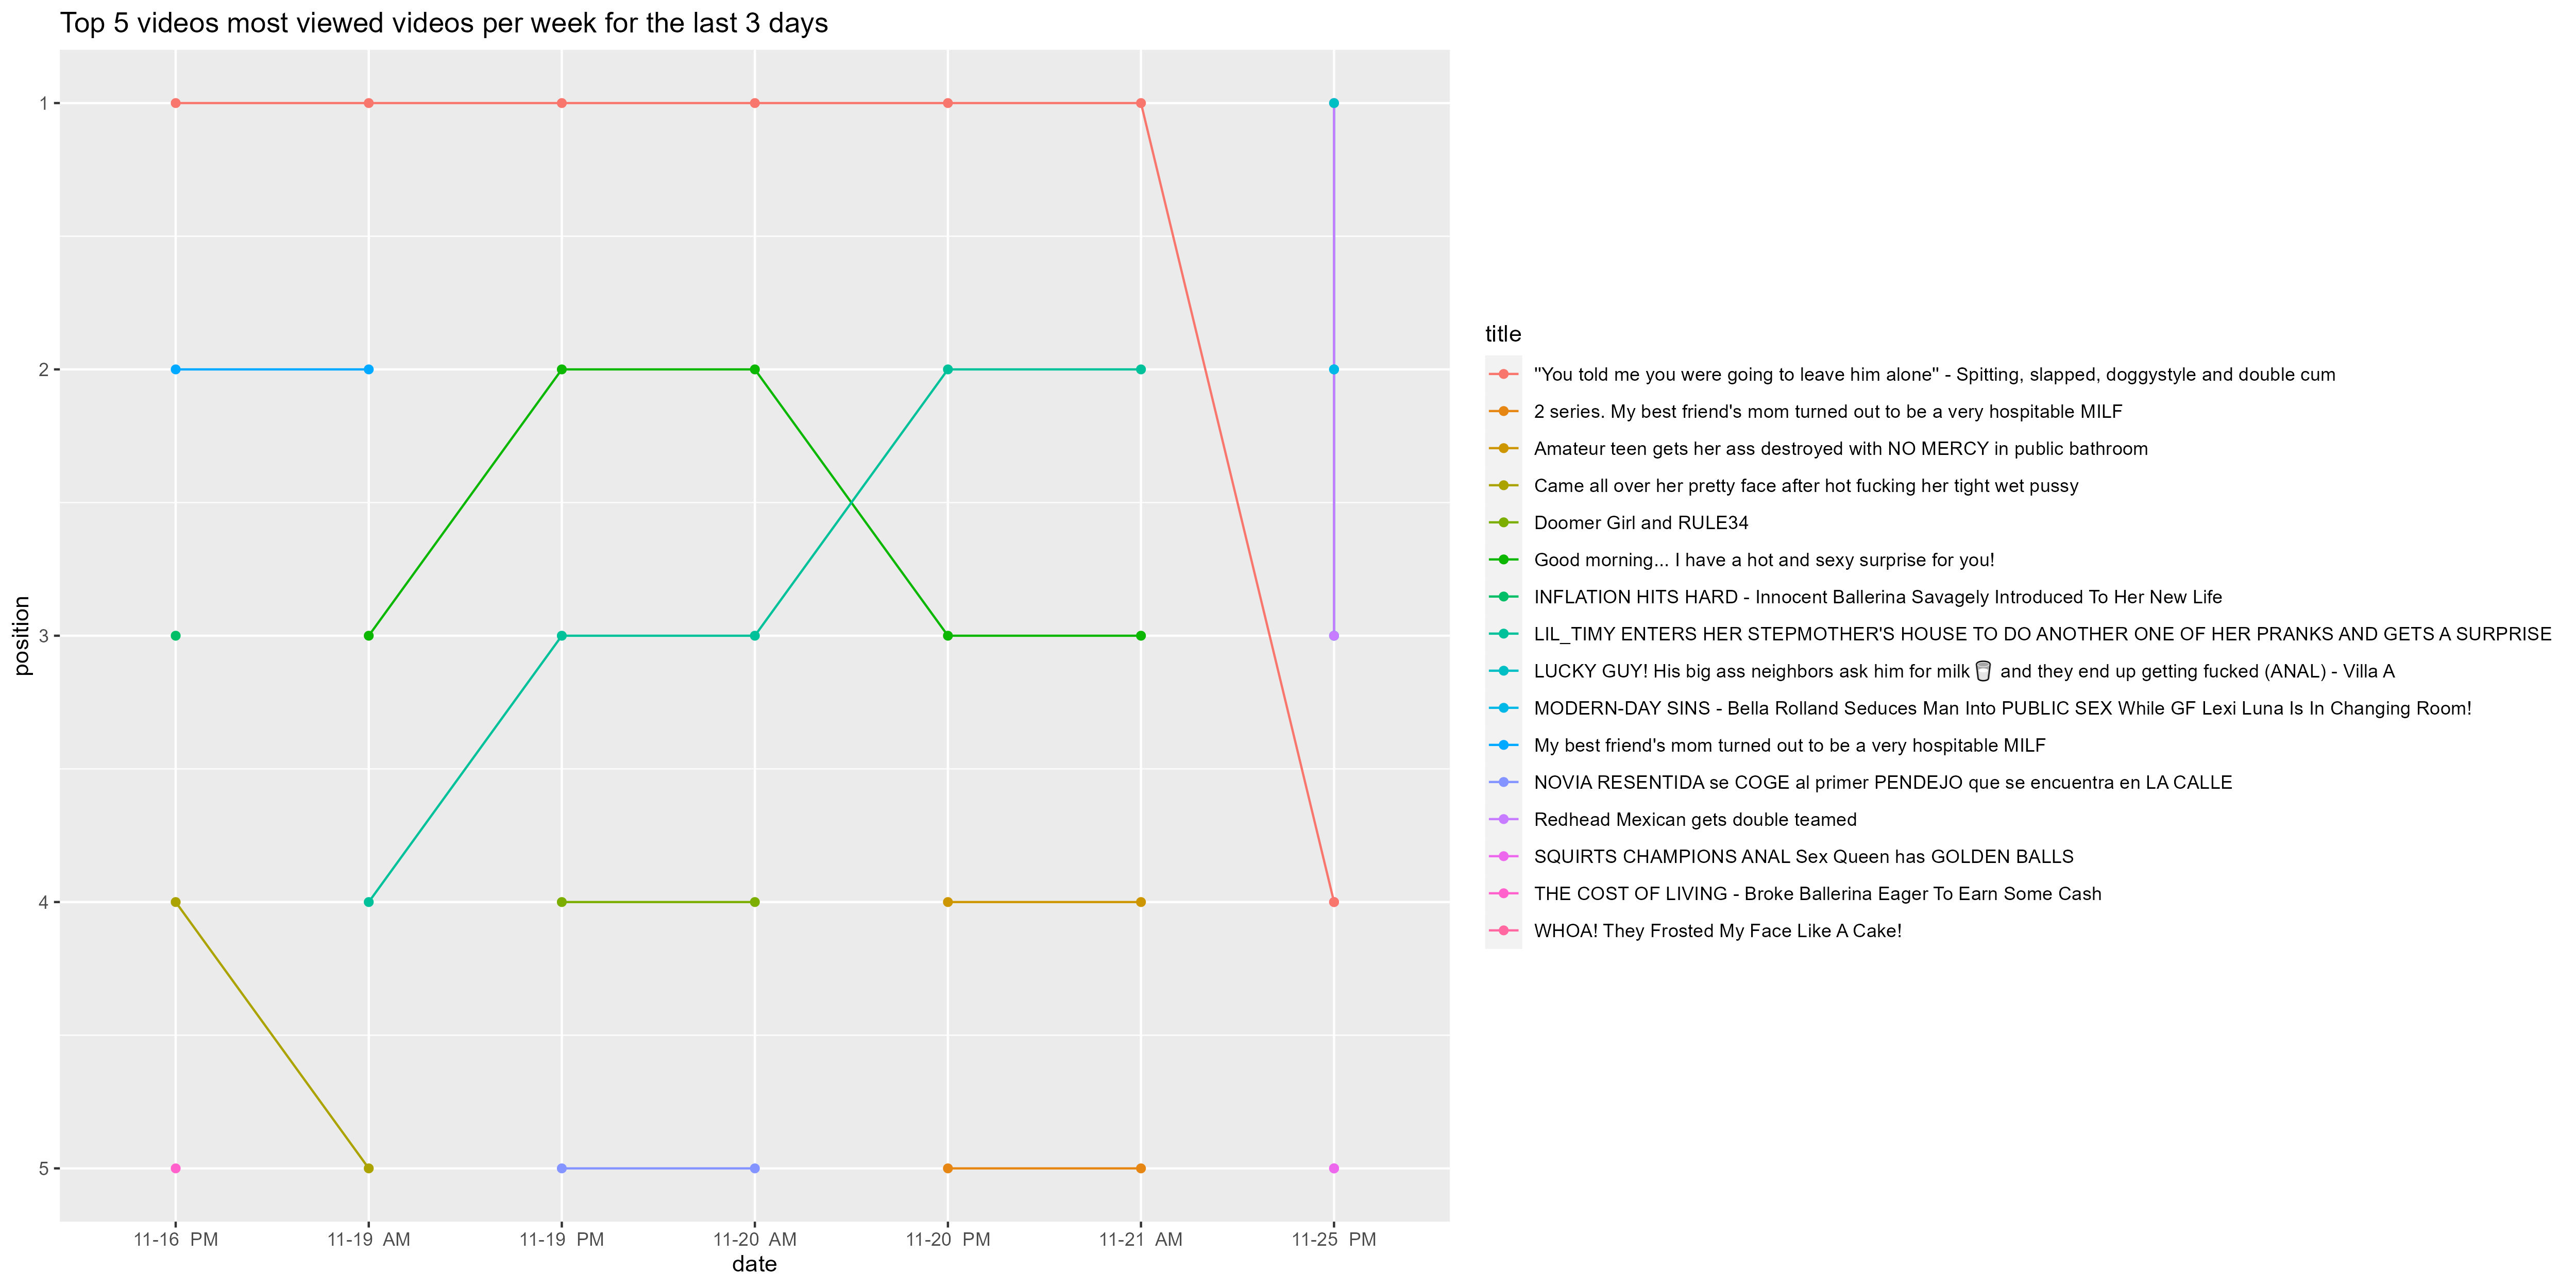 Top 5 videos most viewed videos per week for the last 3 days
1
2
3
4
5
position
11-16 PM
11-19 AM
11-19 PM
11-20 AM
11-20 PM
11-21 AM
11-25 PM
date
title
"You told me you were going to leave him alone" - Spitting, slapped, doggystyle and double cum
2 series. My best friend's mom turned out to be a very hospitable MILF
Amateur teen gets her ass destroyed with NO MERCY in public bathroom
Came all over her pretty face after hot fucking her tight wet pussy
Doomer Girl and RULE34
Good morning... I have a hot and sexy surprise for you!
INFLATION HITS HARD - Innocent Ballerina Savagely Introduced To Her New Life
LIL_TIMY ENTERS HER STEPMOTHER'S HOUSE TO DO ANOTHER ONE OF HER PRANKS AND GETS A SURPRISE
LUCKY GUY! His big ass neighbors ask him for milk🥛 and they end up getting fucked (ANAL) - Villa A
MODERN-DAY SINS - Bella Rolland Seduces Man Into PUBLIC SEX While GF Lexi Luna Is In Changing Room!
My best friend's mom turned out to be a very hospitable MILF
NOVIA RESENTIDA se COGE al primer PENDEJO que se encuentra en LA CALLE
Redhead Mexican gets double teamed
SQUIRTS CHAMPIONS ANAL Sex Queen has GOLDEN BALLS
THE COST OF LIVING - Broke Ballerina Eager To Earn Some Cash
WHOA! They Frosted My Face Like A Cake!